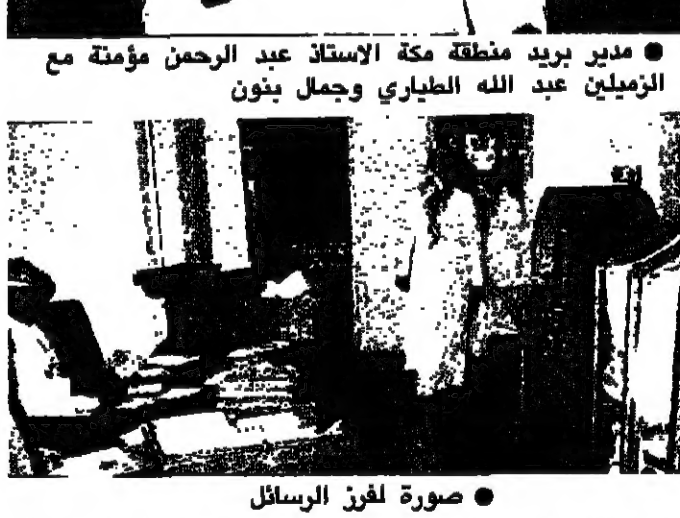 ● مدير بريد منطقة مكة الاستاذ عبد الرحمن مؤمنة مع
الزميلين عبد الله الطياري وجمال بنون
● صورة لفرز الرسائل